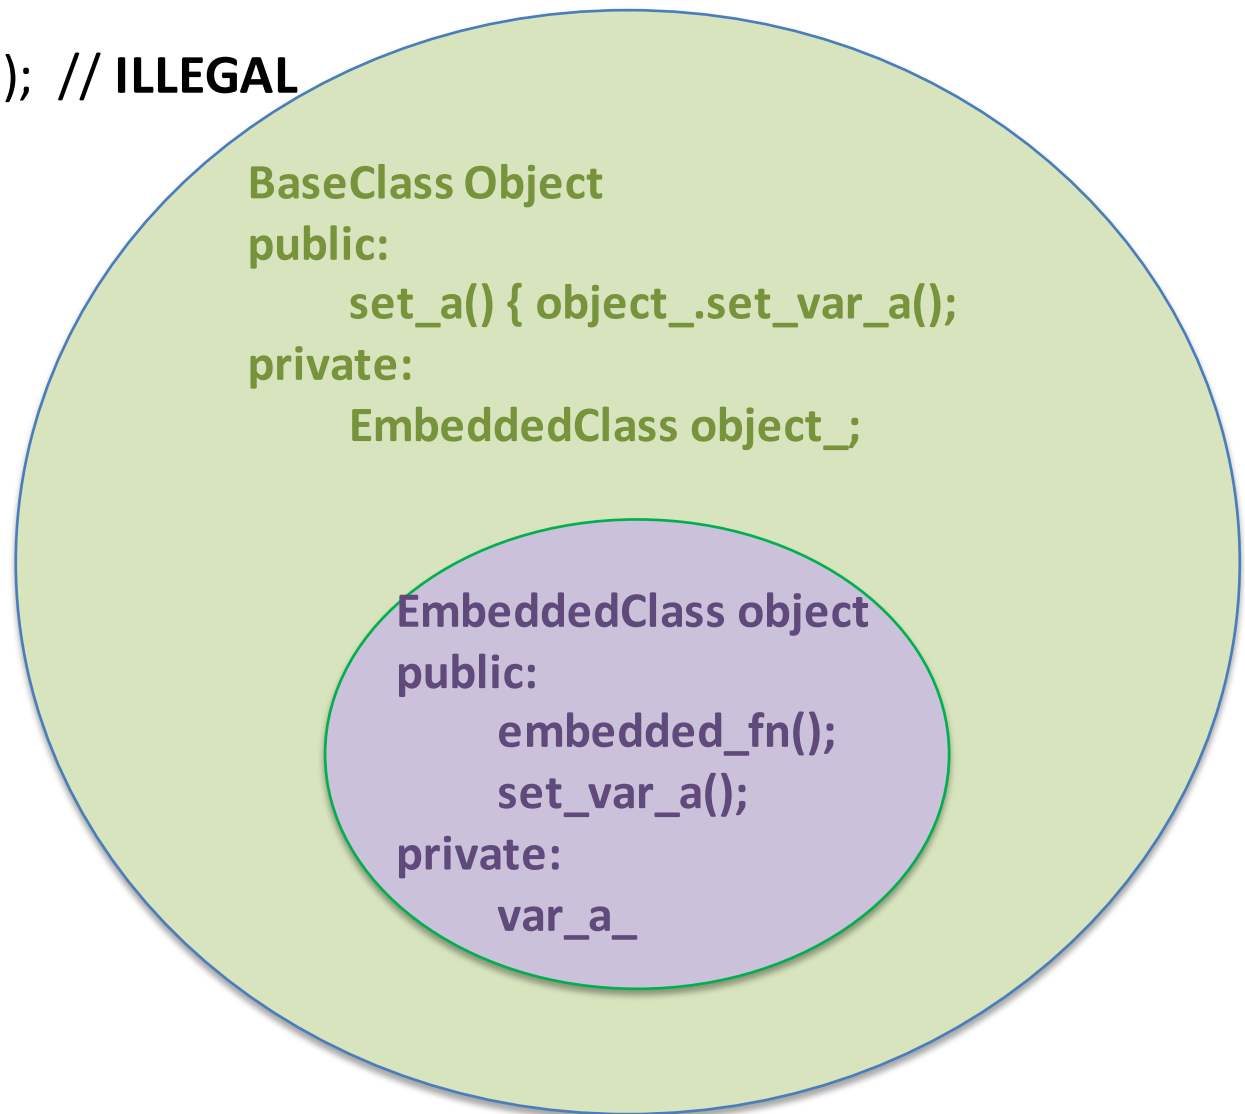 ); // ILLEGAL
BaseClass Object
public:
set_a() { object_.set_var_a();
private:
EmbeddedClass object_;
EmbeddedClass object
public:
embedded_fn();
set_var_a();
private:
var_a_